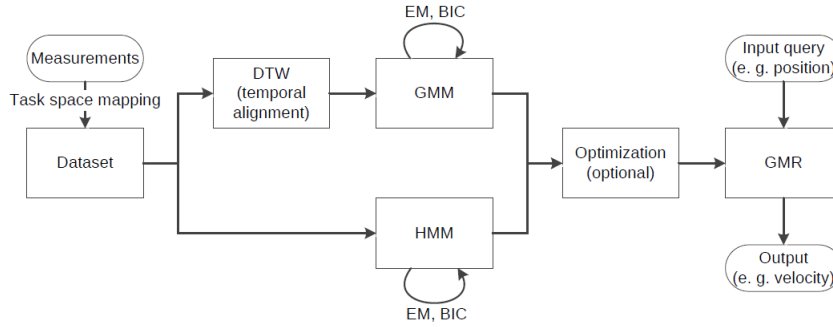 Measurements
Task space mapping
Dataset
DTW
(temporal
alignment)
EM, BIC
GMM
HMM
EM, BIC
Optimization
(optional)
Input query
(e. g. position)
GMR
Output
(e. g. velocity)